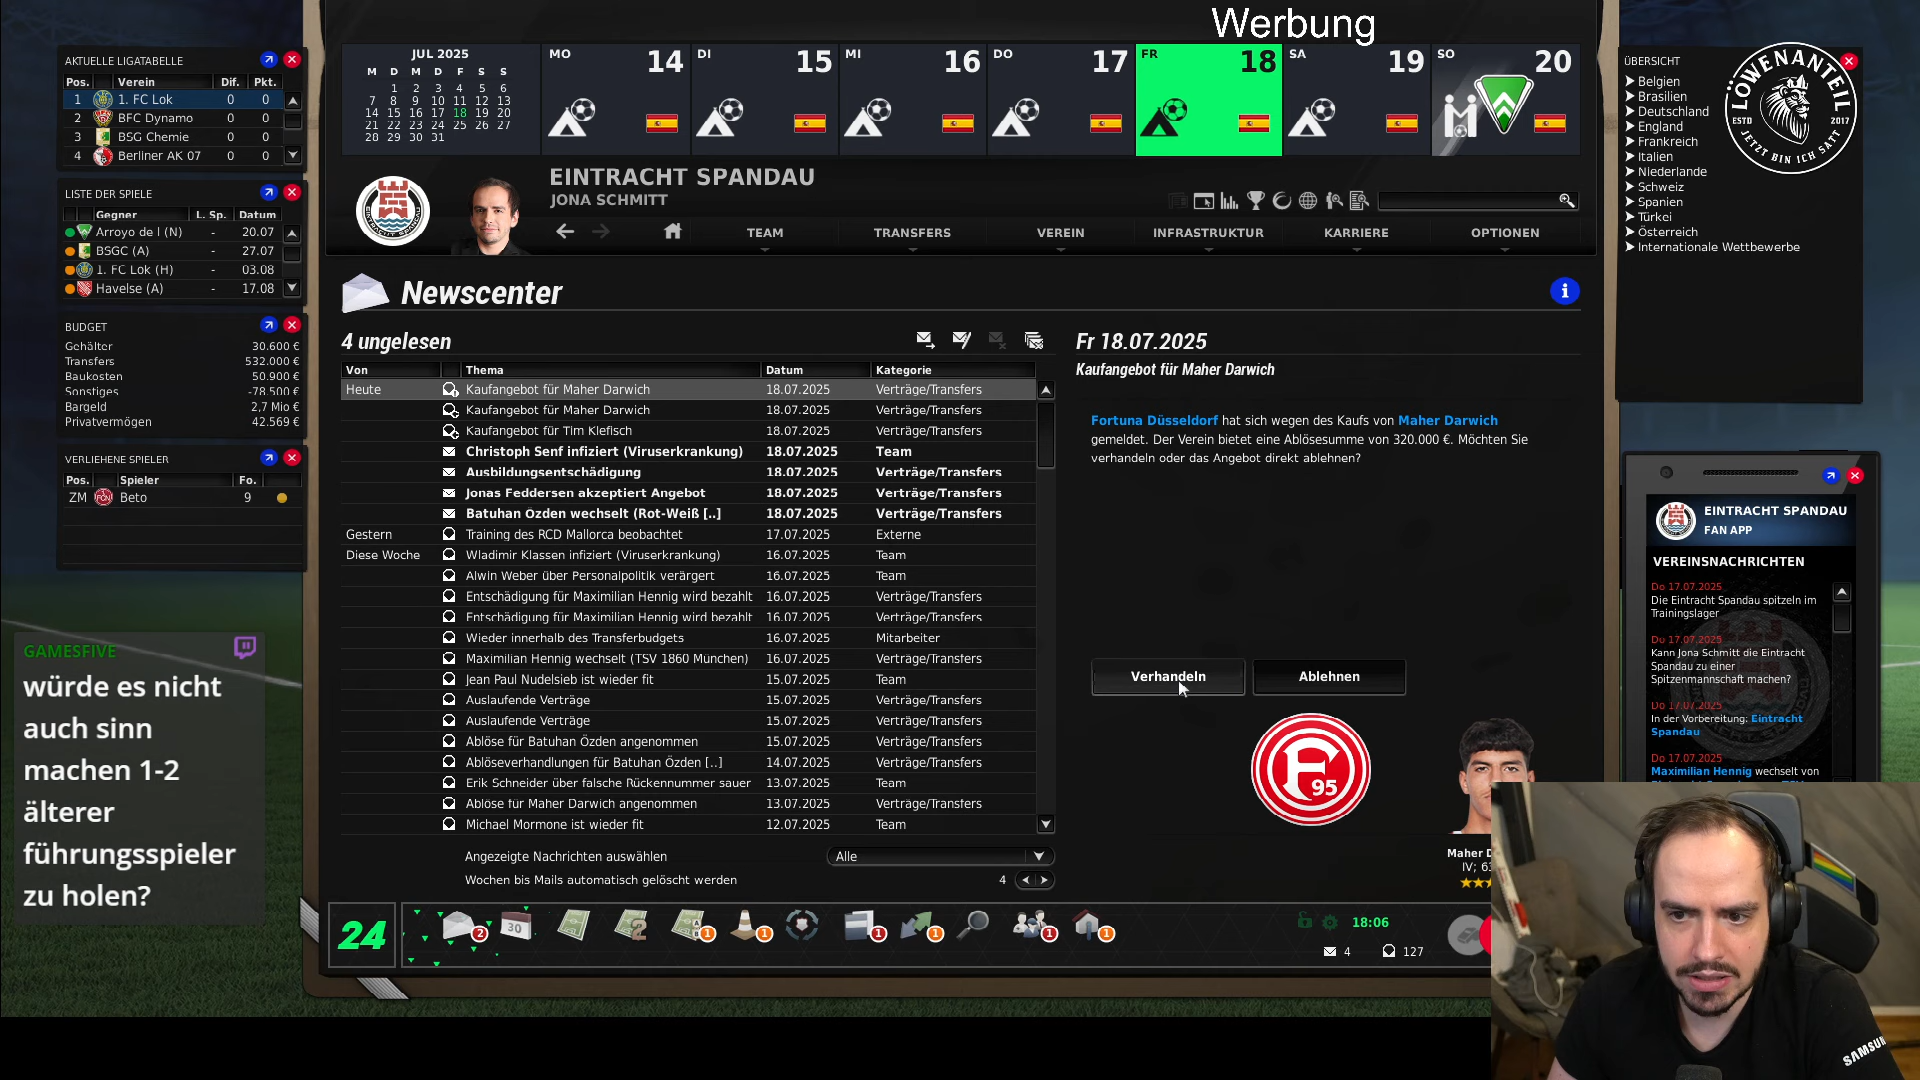 Werbung
AKTUELLE LIGATABELLE
Pos. Verein Dif. Pkt.
1 1. FC Lok 0 0
2 BFC Dynamo 0 0
3 BSG Chemie 0 0
4 Berliner AK 07 0 0
LISTE DER SPIELE
Gegner L. Sp. Datum
Arroyo de l (N) - 20.07
BSGC (A) - 27.07
1. FC Lok (H) - 03.08
Havelse (A) - 17.08
BUDGET
Gehälter 30.600 €
Transfers 532.000 €
Baukosten 50.900 €
Sonstiges -78.500 €
Bargeld 2,7 Mio €
Privatvermögen 42.569 €
VERLIEHENE SPIELER
Pos. Spieler Fo.
ZM Beto 9
GAMESFIVE
würde es nicht
auch sinn
machen 1-2
älterer
führungsspieler
zu holen?
JUL 2025
M D M D F S S
1 2 3 4 5 6
7 8 9 10 11 12 13
14 15 16 17 18 19 20
21 22 23 24 25 26 27
28 29 30 31
MO 14
DI 15
MI 16
DO 17
FR 18
SA 19
SO 20
EINTRACHT SPANDAU
JONA SCHMITT
TEAM TRANSFERS VEREIN INFRASTRUKTUR KARRIERE OPTIONEN
Newscenter
4 ungelesen
Von Thema Datum Kategorie
Heute Kaufangebot für Maher Darwich 18.07.2025 Verträge/Transfers
Kaufangebot für Maher Darwich 18.07.2025 Verträge/Transfers
Kaufangebot für Tim Klefisch 18.07.2025 Verträge/Transfers
Christoph Senf infiziert (Viruserkrankung) 18.07.2025 Team
Ausbildungsentschädigung 18.07.2025 Verträge/Transfers
Jonas Feddersen akzeptiert Angebot 18.07.2025 Verträge/Transfers
Batuhan Özden wechselt (Rot-Weiß [..] 18.07.2025 Verträge/Transfers
Gestern Training des RCD Mallorca beobachtet 17.07.2025 Externe
Diese Woche Wladimir Klassen infiziert (Viruserkrankung) 16.07.2025 Team
Alwin Weber über Personalpolitik verärgert 16.07.2025 Team
Entschädigung für Maximilian Hennig wird bezahlt 16.07.2025 Verträge/Transfers
Entschädigung für Maximilian Hennig wird bezahlt 16.07.2025 Verträge/Transfers
Wieder innerhalb des Transferbudgets 16.07.2025 Mitarbeiter
Maximilian Hennig wechselt (TSV 1860 München) 16.07.2025 Verträge/Transfers
Jean Paul Nudelsieb ist wieder fit 15.07.2025 Team
Auslaufende Verträge 15.07.2025 Verträge/Transfers
Auslaufende Verträge 15.07.2025 Verträge/Transfers
Ablöse für Batuhan Özden angenommen 15.07.2025 Verträge/Transfers
Ablöseverhandlungen für Batuhan Özden [..] 14.07.2025 Verträge/Transfers
Erik Schneider über falsche Rückennummer sauer 13.07.2025 Team
Ablöse für Maher Darwich angenommen 13.07.2025 Verträge/Transfers
Michael Mormone ist wieder fit 12.07.2025 Team
Angezeigte Nachrichten auswählen Alle
Wochen bis Mails automatisch gelöscht werden 4
Fr 18.07.2025
Kaufangebot für Maher Darwich
Fortuna Düsseldorf hat sich wegen des Kaufs von Maher Darwich
gemeldet. Der Verein bietet eine Ablösesumme von 320.000 €. Möchten Sie
verhandeln oder das Angebot direkt ablehnen?
Verhandeln Ablehnen
F 95
Maher D
IV; 6
24
2 30 2 1 1 1 1 1 1
18:06
4 127
ÜBERSICHT
Belgien
Brasilien
Deutschland
England
Frankreich
Italien
Niederlande
Schweiz
Spanien
Türkei
Österreich
Internationale Wettbewerbe
LÖWENANTEIL
ESTD 2017
JETZT BIN ICH SATT
EINTRACHT SPANDAU
FAN APP
VEREINSNACHRICHTEN
Do 17.07.2025
Die Eintracht Spandau spitzeln im
Trainingslager
Do 17.07.2025
Kann Jona Schmitt die Eintracht
Spandau zu einer
Spitzenmannschaft machen?
Do 17.07.2025
In der Vorbereitung: Eintracht
Spandau
Do 17.07.2025
Maximilian Hennig wechselt von
SAMSUN